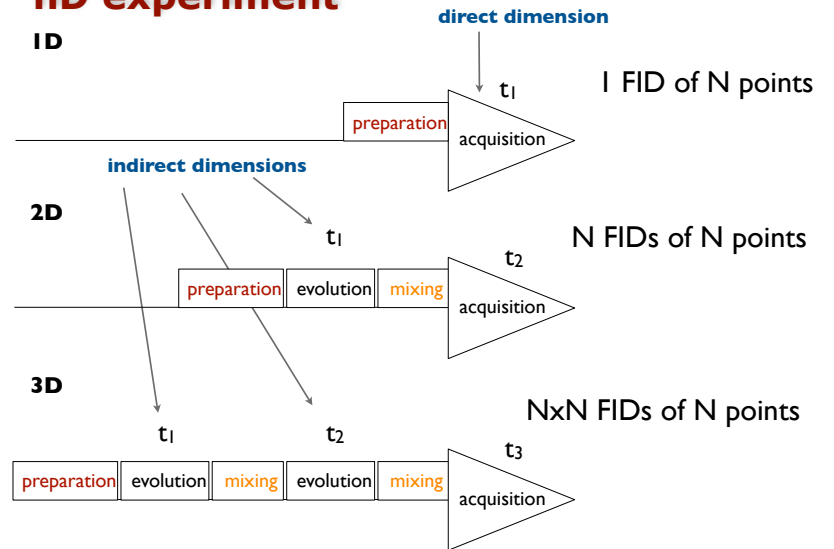 nD experiment
direct dimension
1D
t1
1 FID of N points
preparation
acquisition
indirect dimensions
2D
t1
N FIDs of N points
t2
preparation evolution mixing
acquisition
3D
NxN FIDs of N points
t1 t2
t3
preparation evolution mixing evolution mixing
acquisition